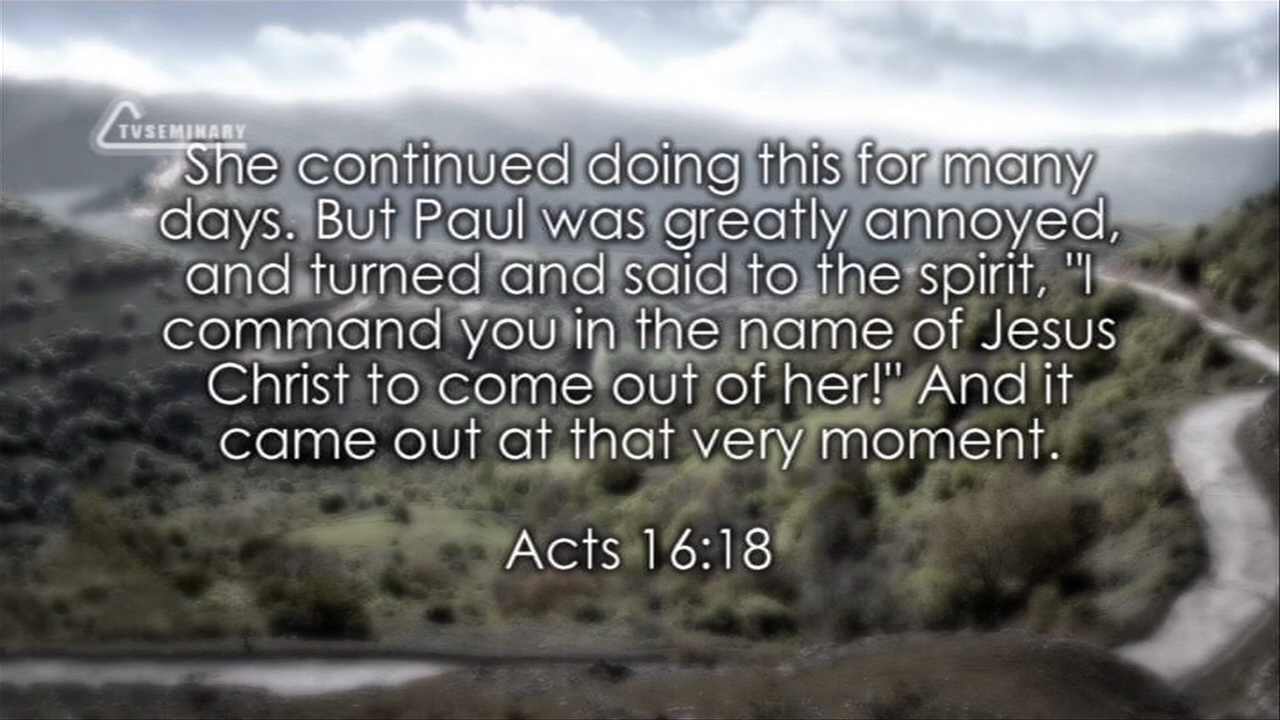 TVSEMINARY
She continued doing this for many
days. But Paul was greatly annoyed,
and turned and said to the spirit, "I
command you in the name of Jesus
Christ to come out of her!" And it
came out at that very moment.
Acts 16:18